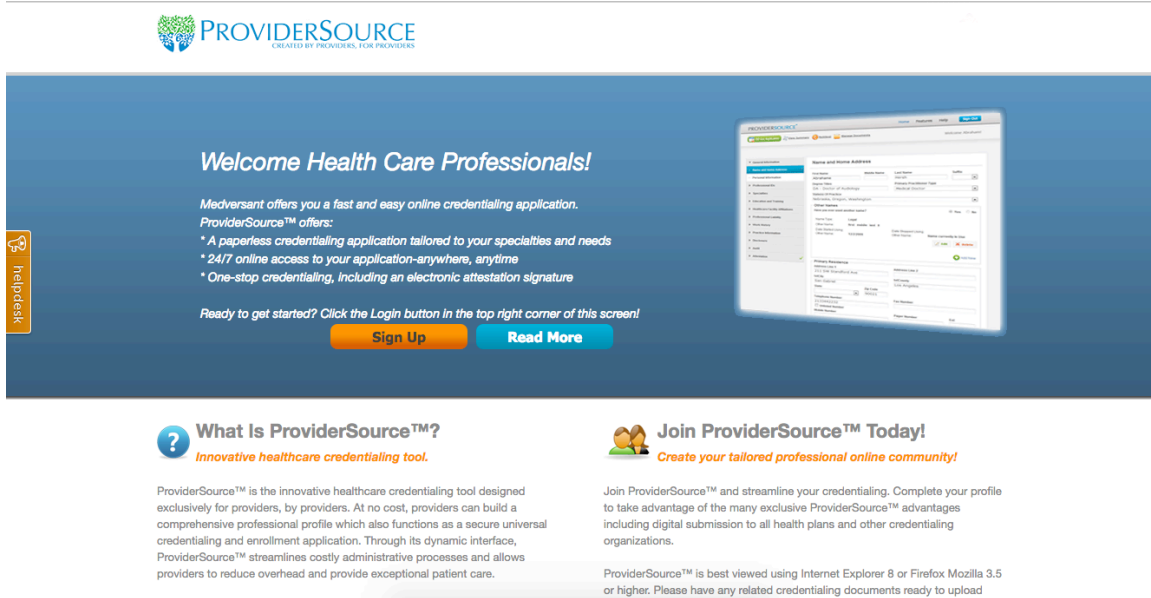 PROVIDERSOURCE
CREATED BY PROVIDERS, FOR PROVIDERS
Welcome Health Care Professionals!
Medversant offers you a fast and easy online credentialing application.
ProviderSource™ offers:
* A paperless credentialing application tailored to your specialties and needs
* 24/7 online access to your application-anywhere, anytime
* One-stop credentialing, including an electronic attestation signature
Ready to get started? Click the Login button in the top right corner of this screen!
Sign Up
Read More
helpdesk
PROVIDERSOURCE
Name and Home Address
Primary Residence
What Is ProviderSource™?
Innovative healthcare credentialing tool.
ProviderSource™ is the innovative healthcare credentialing tool designed
exclusively for providers, by providers. At no cost, providers can build a
comprehensive professional profile which also functions as a secure universal
credentialing and enrollment application. Through its dynamic interface,
ProviderSource™ streamlines costly administrative processes and allows
providers to reduce overhead and provide exceptional patient care.
Join ProviderSource™ Today!
Create your tailored professional online community!
Join ProviderSource™ and streamline your credentialing. Complete your profile
to take advantage of the many exclusive ProviderSource™ advantages
including digital submission to all health plans and other credentialing
organizations.
ProviderSource™ is best viewed using Internet Explorer 8 or Firefox Mozilla 3.5
or higher. Please have any related credentialing documents ready to upload